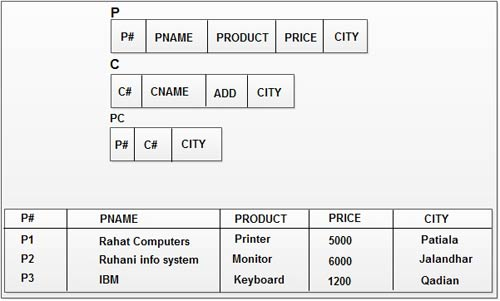 P
P# PNAME PRODUCT PRICE CITY
C
C# CNAME ADD CITY
PC
P# C# CITY
P# PNAME PRODUCT PRICE CITY
P1 Rahat Computers Printer 5000 Patiala
P2 Ruhani info system Monitor 6000 Jalandhar
P3 IBM Keyboard 1200 Qadian